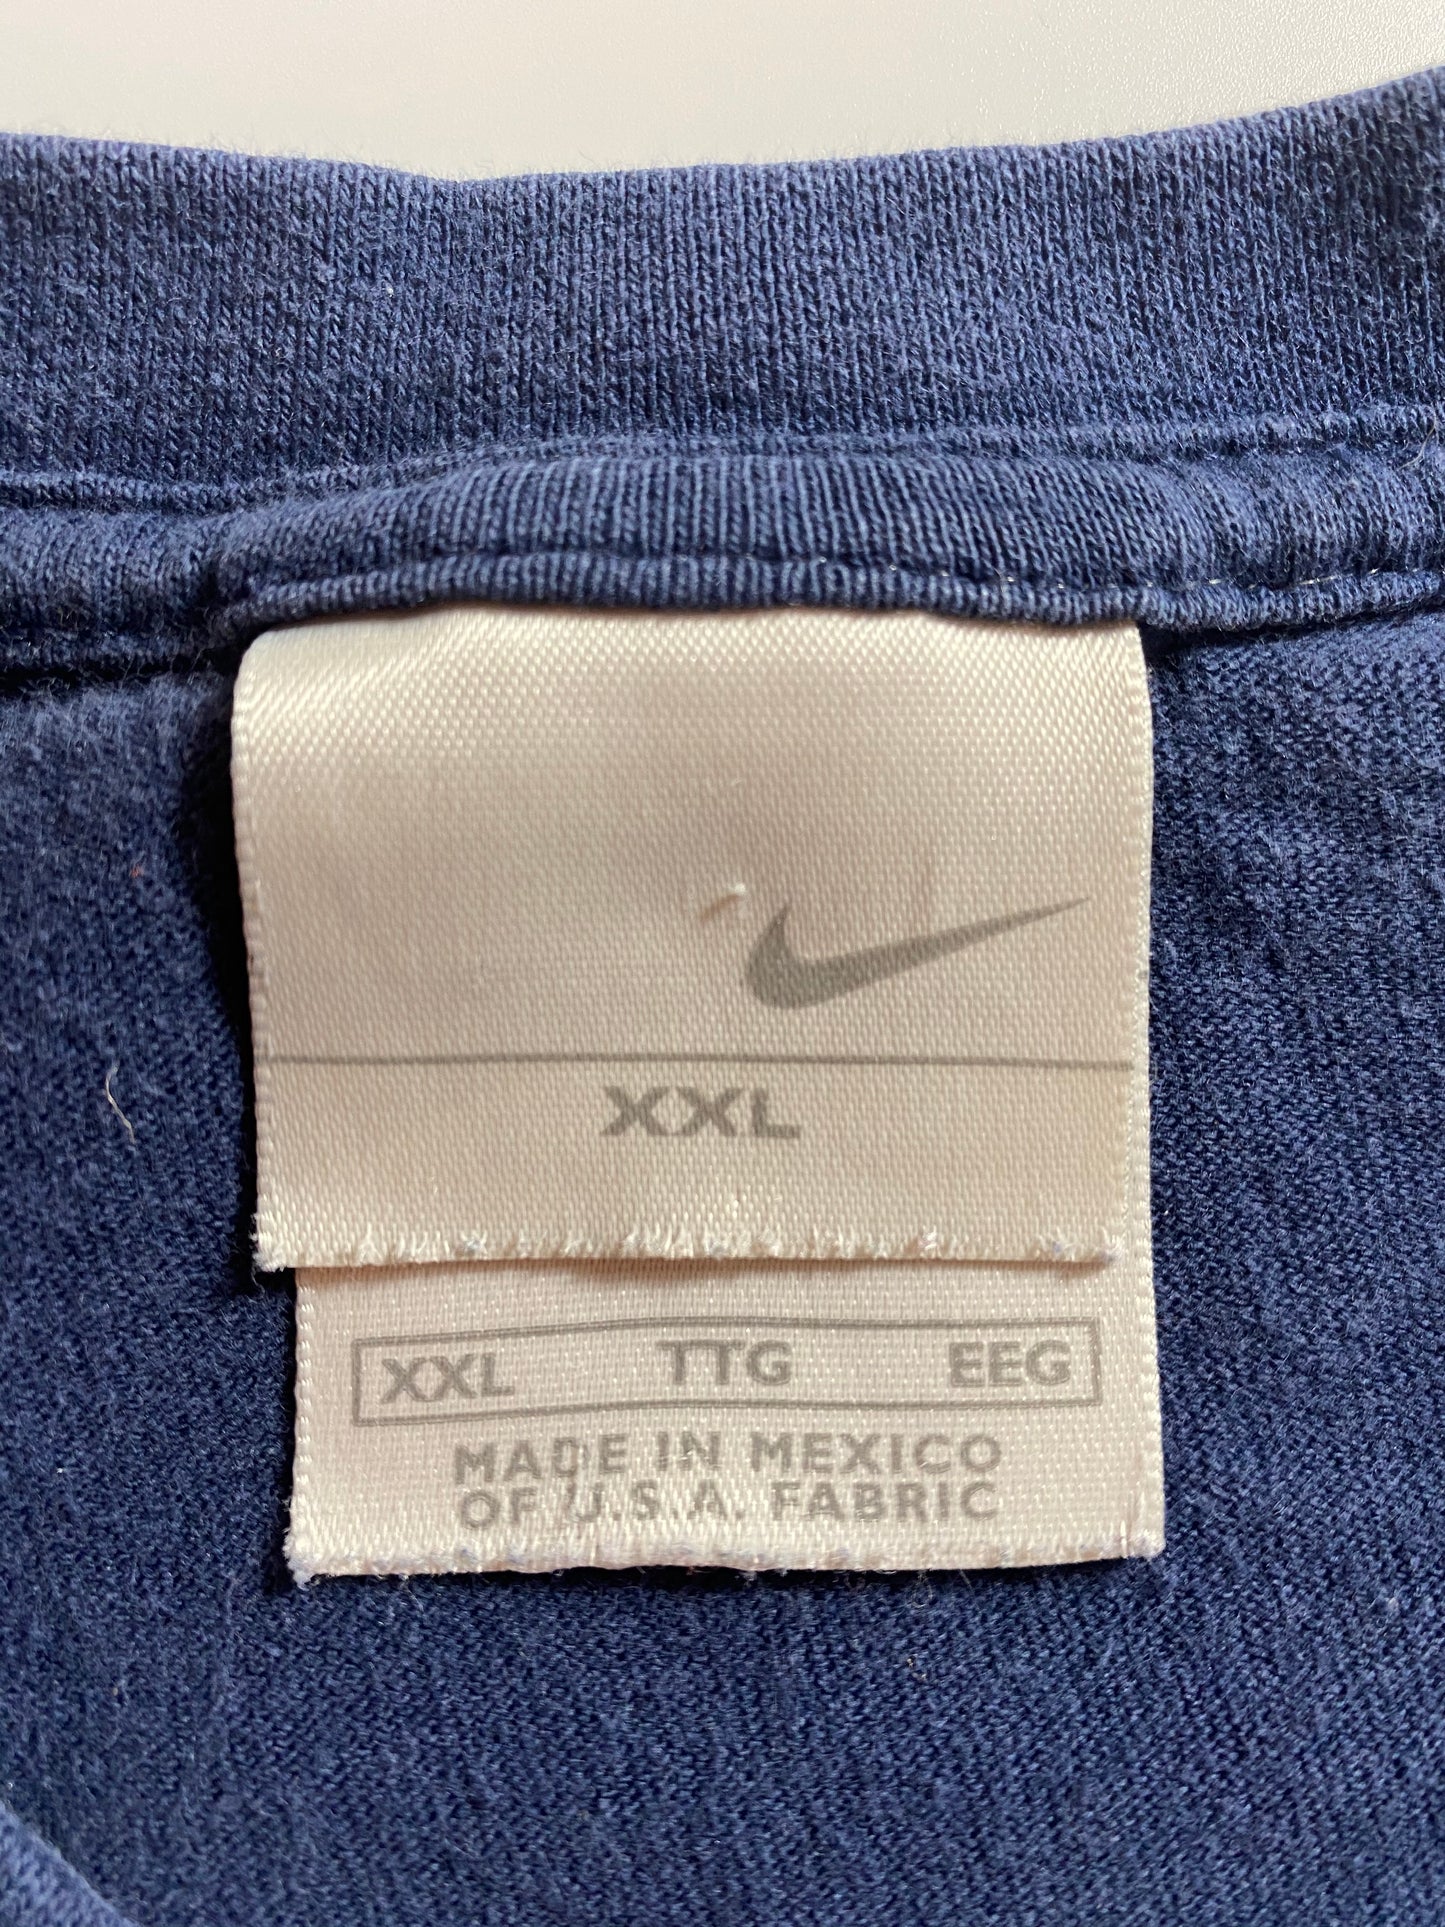 XXL
XXL TTG EEG
MADE IN MEXICO
OF U.S.A. FABRIC